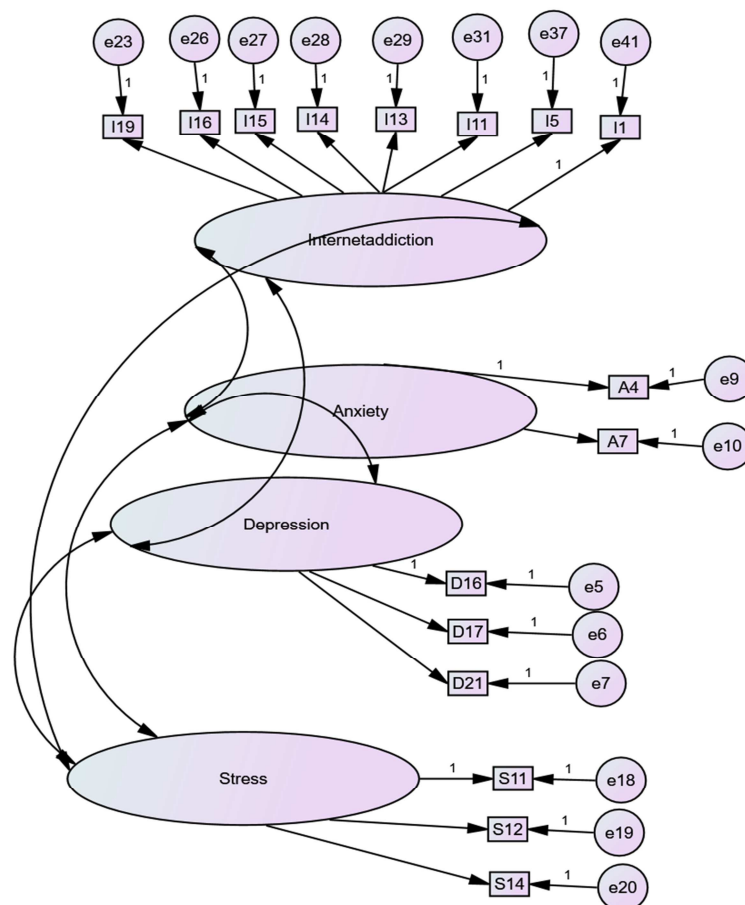 e23 e26 e27 e28 e29 e31 e37 e41
1 1 1 1 1 1 1 1
I19 I16 I15 I14 I13 I11 I5 I1
1
Internetaddiction
1 A4 1 e9
Anxiety
A7 1 e10
Depression
1 D16 1 e5
D17 1 e6
D21 1 e7
Stress 1 S11 1 e18
S12 1 e19
S14 1 e20